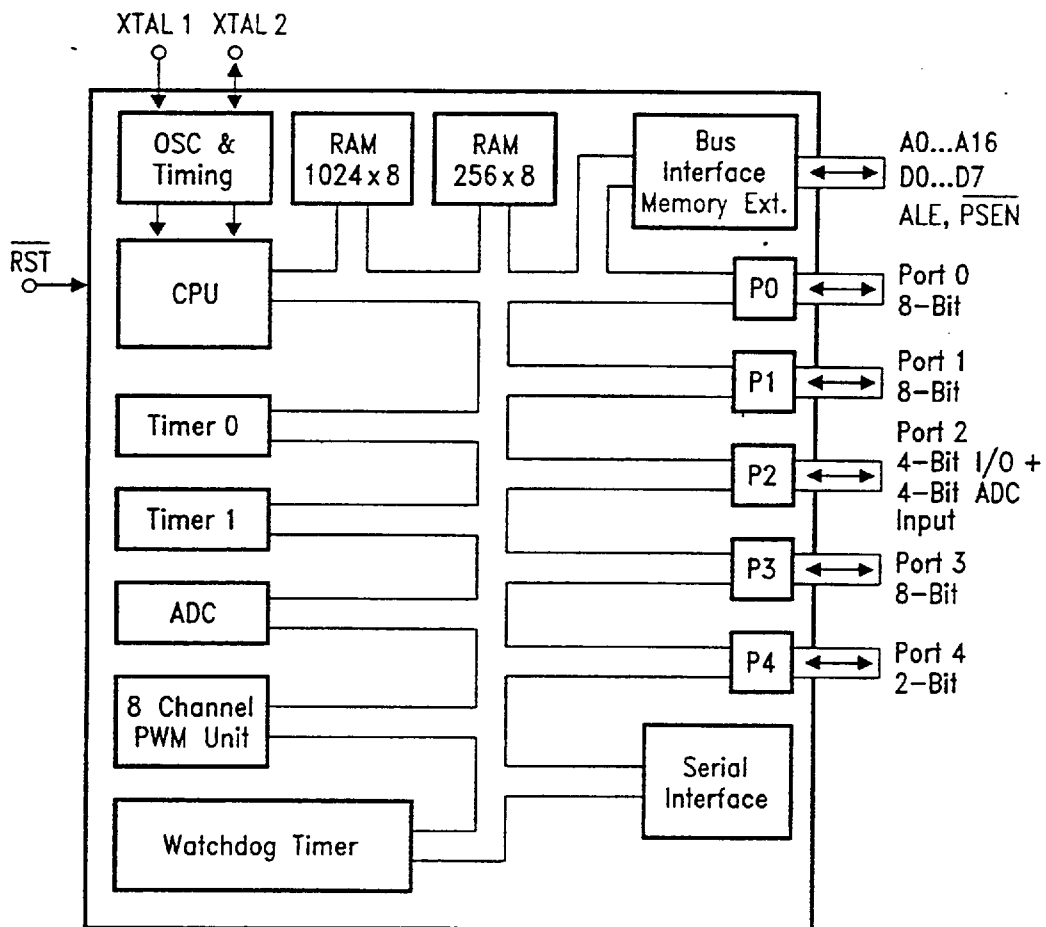 XTAL 1 XTAL 2
OSC &
Timing
RAM
1024 x 8
RAM
256 x 8
Bus
Interface
Memory Ext.
A0...A16
D0...D7
ALE, PSEN
RST
CPU
P0
Port 0
8-Bit
P1
Port 1
8-Bit
Timer 0
P2
Port 2
4-Bit I/O +
4-Bit ADC
Input
Timer 1
P3
Port 3
8-Bit
ADC
P4
Port 4
2-Bit
8 Channel
PWM Unit
Serial
Interface
Watchdog Timer